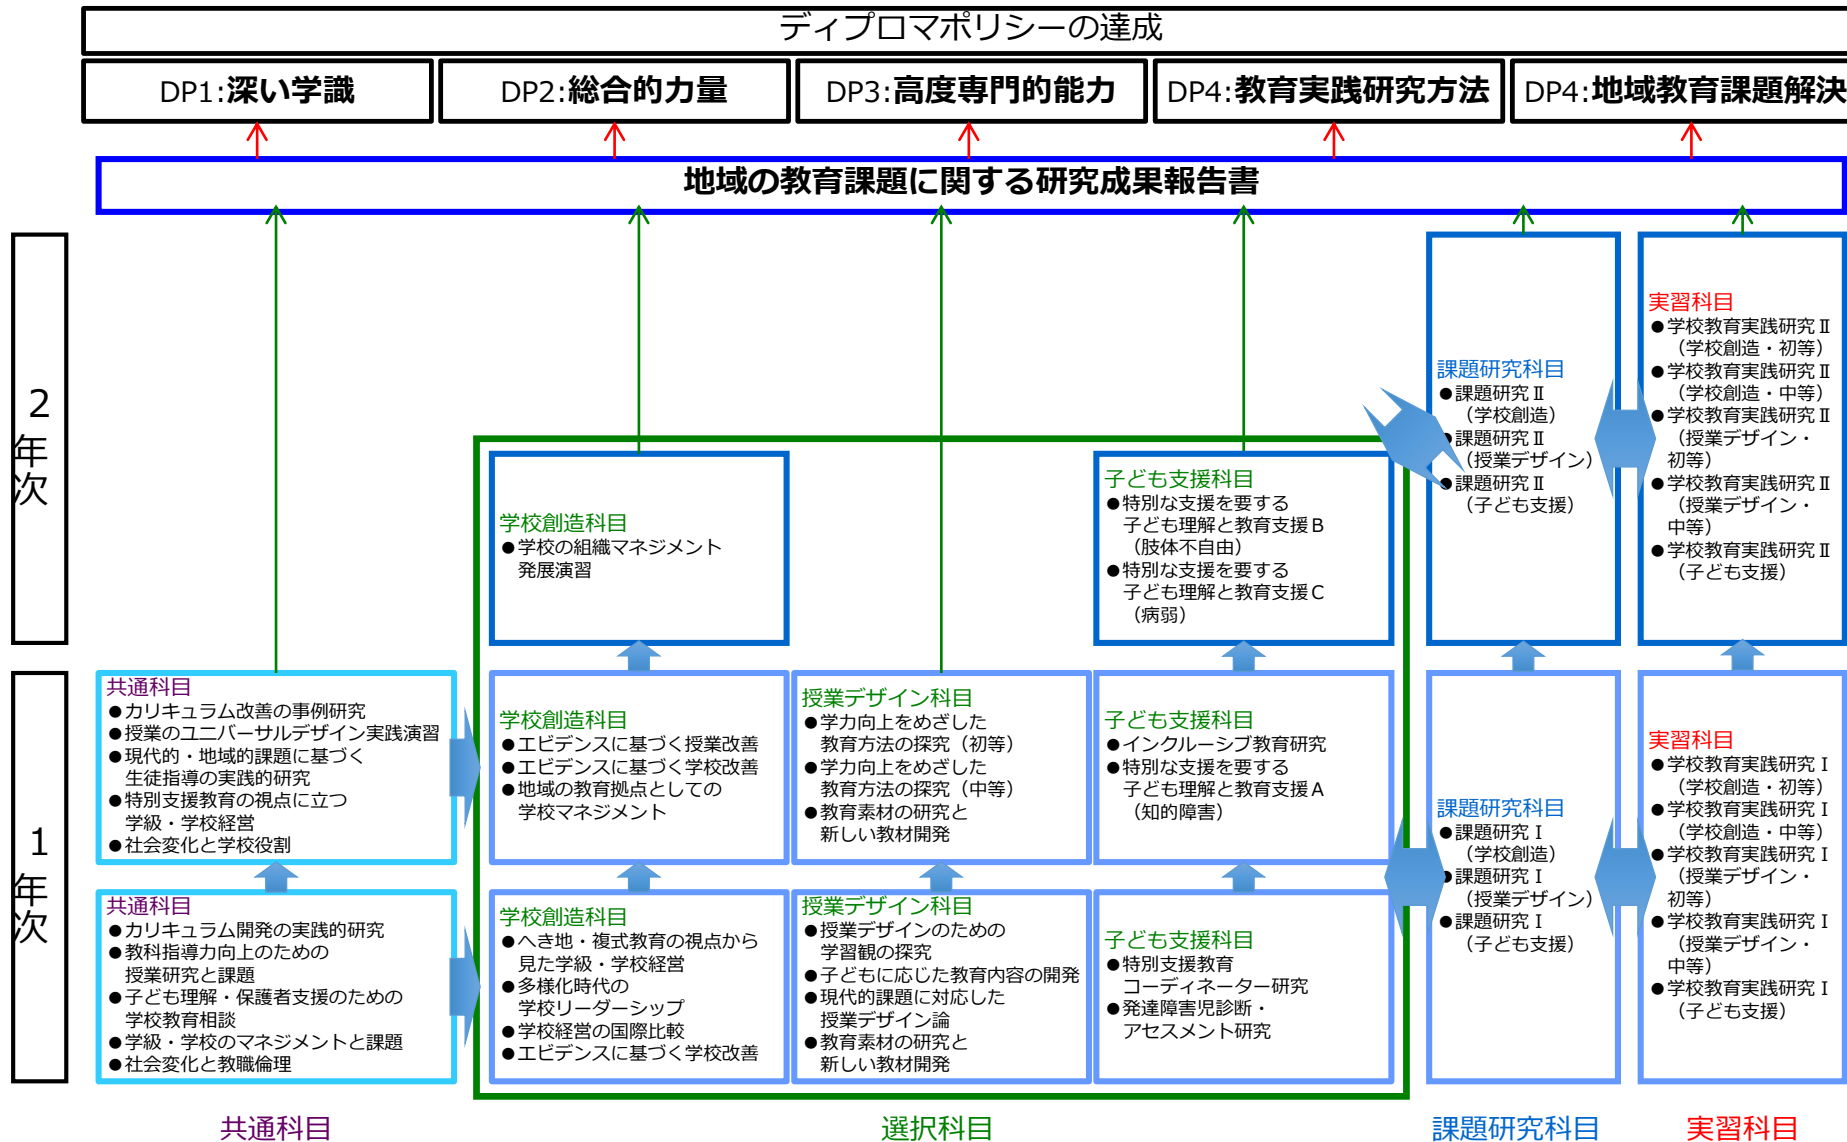 ディプロマポリシーの達成
DP1:深い学識
DP2:総合的力量
DP3:高度専門的能力
DP4:教育実践研究方法
DP4:地域教育課題解決
地域の教育課題に関する研究成果報告書
2年次
学校創造科目
●学校の組織マネジメント
発展演習
子ども支援科目
●特別な支援を要する
子ども理解と教育支援B
(肢体不自由)
●特別な支援を要する
子ども理解と教育支援C
(病弱)
課題研究科目
●課題研究Ⅱ
(学校創造)
●課題研究Ⅱ
(授業デザイン)
●課題研究Ⅱ
(子ども支援)
実習科目
●学校教育実践研究Ⅱ
(学校創造・初等)
●学校教育実践研究Ⅱ
(学校創造・中等)
●学校教育実践研究Ⅱ
(授業デザイン・
初等)
●学校教育実践研究Ⅱ
(授業デザイン・
中等)
●学校教育実践研究Ⅱ
(子ども支援)
1年次
共通科目
●カリキュラム改善の事例研究
●授業のユニバーサルデザイン実践演習
●現代的・地域的課題に基づく
生徒指導の実践的研究
●特別支援教育の視点に立つ
学級・学校経営
●社会変化と学校役割
学校創造科目
●エビデンスに基づく授業改善
●エビデンスに基づく学校改善
●地域の教育拠点としての
学校マネジメント
授業デザイン科目
●学力向上をめざした
教育方法の探究(初等)
●学力向上をめざした
教育方法の探究(中等)
●教育素材の研究と
新しい教材開発
子ども支援科目
●インクルーシブ教育研究
●特別な支援を要する
子ども理解と教育支援A
(知的障害)
共通科目
●カリキュラム開発の実践的研究
●教科指導力向上のための
授業研究と課題
●子ども理解・保護者支援のための
学校教育相談
●学級・学校のマネジメントと課題
●社会変化と教職倫理
学校創造科目
●へき地・複式教育の視点から
見た学級・学校経営
●多様化時代の
学校リーダーシップ
●学校経営の国際比較
●エビデンスに基づく学校改善
授業デザイン科目
●授業デザインのための
学習観の探究
●子どもに応じた教育内容の開発
●現代的課題に対応した
授業デザイン論
●教育素材の研究と
新しい教材開発
子ども支援科目
●特別支援教育
コーディネーター研究
●発達障害児診断・
アセスメント研究
課題研究科目
●課題研究Ⅰ
(学校創造)
●課題研究Ⅰ
(授業デザイン)
●課題研究Ⅰ
(子ども支援)
実習科目
●学校教育実践研究Ⅰ
(学校創造・初等)
●学校教育実践研究Ⅰ
(学校創造・中等)
●学校教育実践研究Ⅰ
(授業デザイン・
初等)
●学校教育実践研究Ⅰ
(授業デザイン・
中等)
●学校教育実践研究Ⅰ
(子ども支援)
共通科目
選択科目
課題研究科目
実習科目